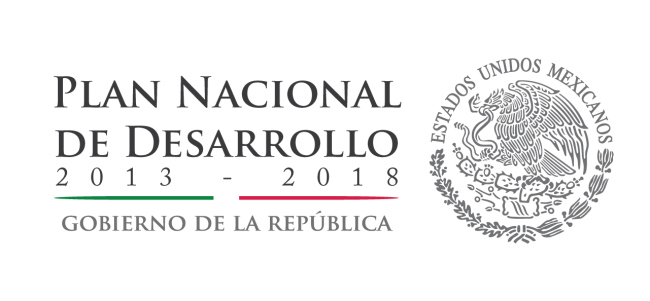 PLAN NACIONAL
DE DESARROLLO
2013 - 2018
GOBIERNO DE LA REPÚBLICA
ESTADOS UNIDOS MEXICANOS